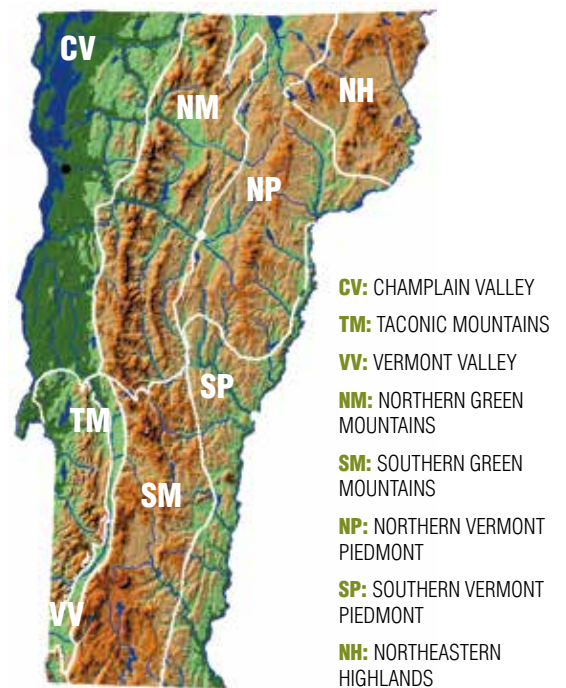 CV
NM
NH
NP
SP
TM
SM
VV
CV: CHAMPLAIN VALLEY
TM: TACONIC MOUNTAINS
VV: VERMONT VALLEY
NM: NORTHERN GREEN
MOUNTAINS
SM: SOUTHERN GREEN
MOUNTAINS
NP: NORTHERN VERMONT
PIEDMONT
SP: SOUTHERN VERMONT
PIEDMONT
NH: NORTHEASTERN
HIGHLANDS